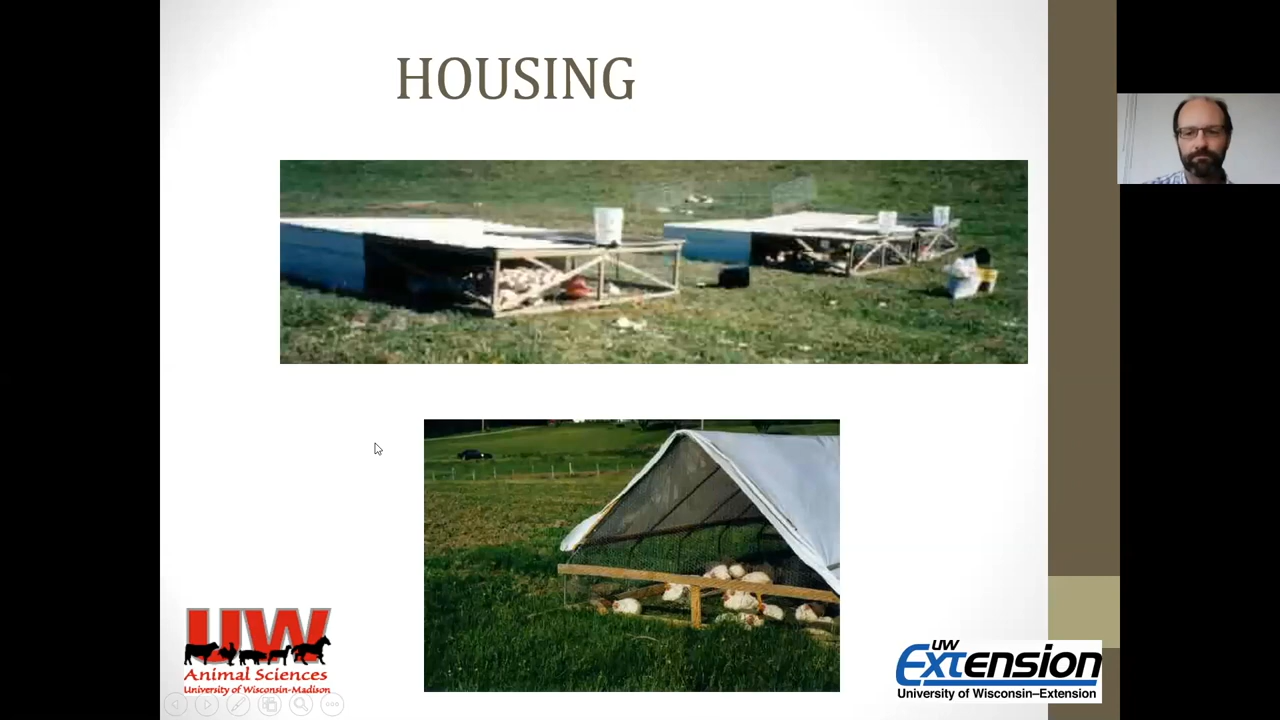 HOUSING
UW
Animal Sciences
University of Wisconsin-Madison
UW
Extension
University of Wisconsin–Extension